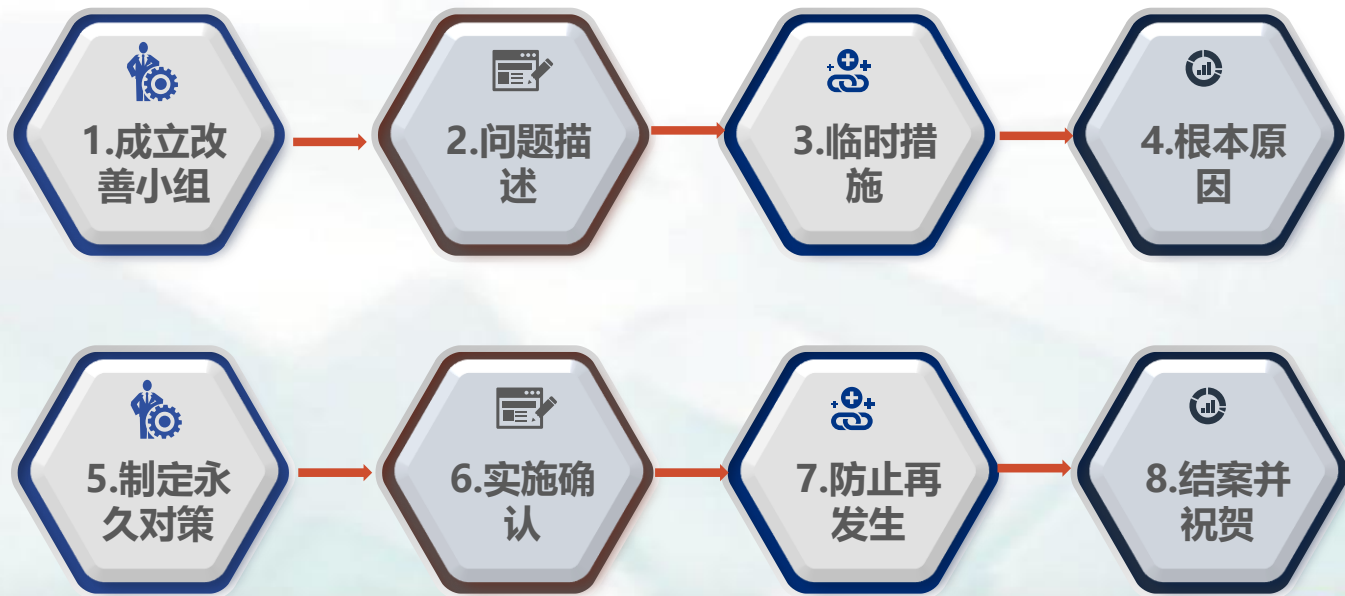 1.成立改
善小组
2.问题描
述
3.临时措
施
4.根本原
因
5.制定永
久对策
6.实施确
认
7.防止再
发生
8.结案并
祝贺